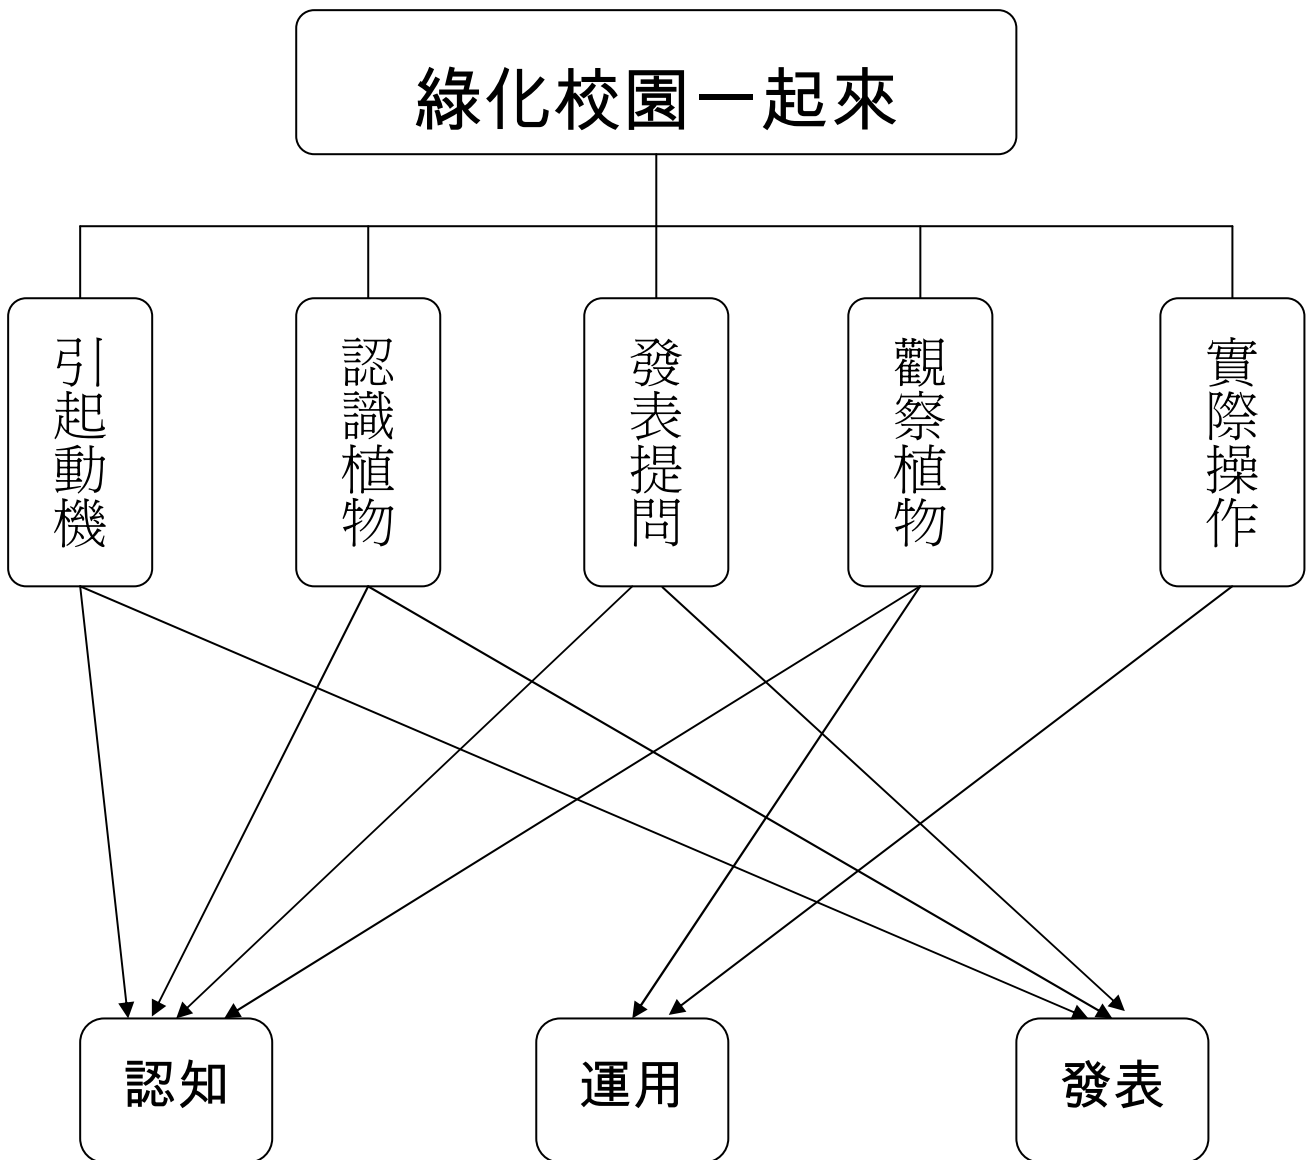 綠化校園一起來
引起動機
認識植物
發表提問
觀察植物
實際操作
認知
運用
發表